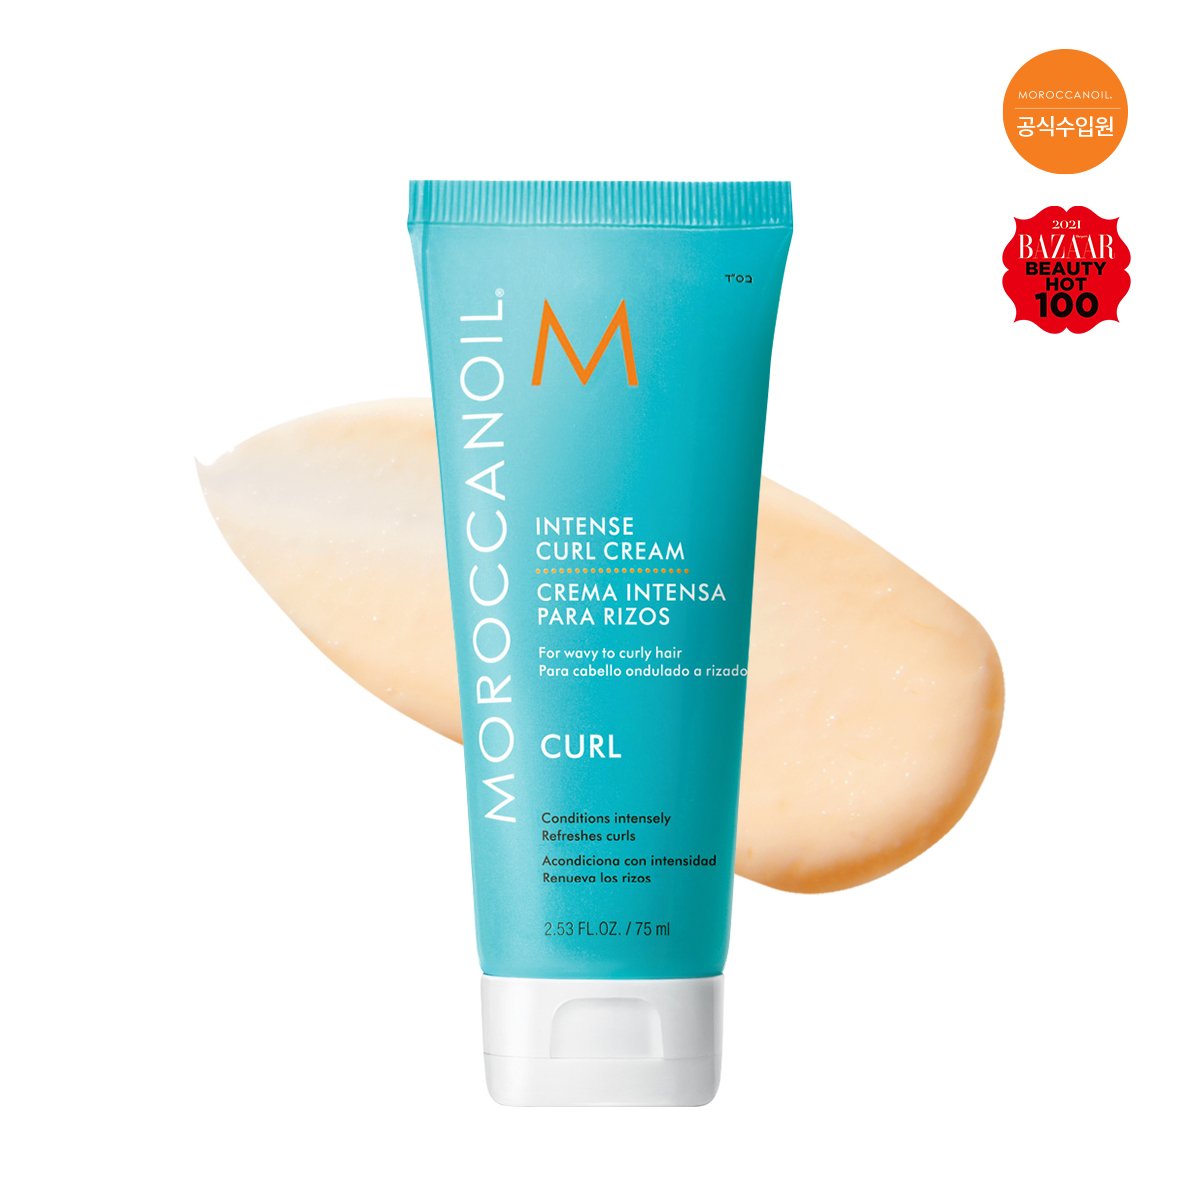 MOROCCANOIL.
공식수입원
2021
BAZAAR
BEAUTY
HOT
100
בס"ד
M
MOROCCANOIL®
INTENSE
CURL CREAM
CREMA INTENSA
PARA RIZOS
For wavy to curly hair
Para cabello ondulado a rizado
CURL
Conditions intensely
Refreshes curls
Acondiciona con intensidad
Renueva los rizos
2.53 FL.OZ. / 75 ml